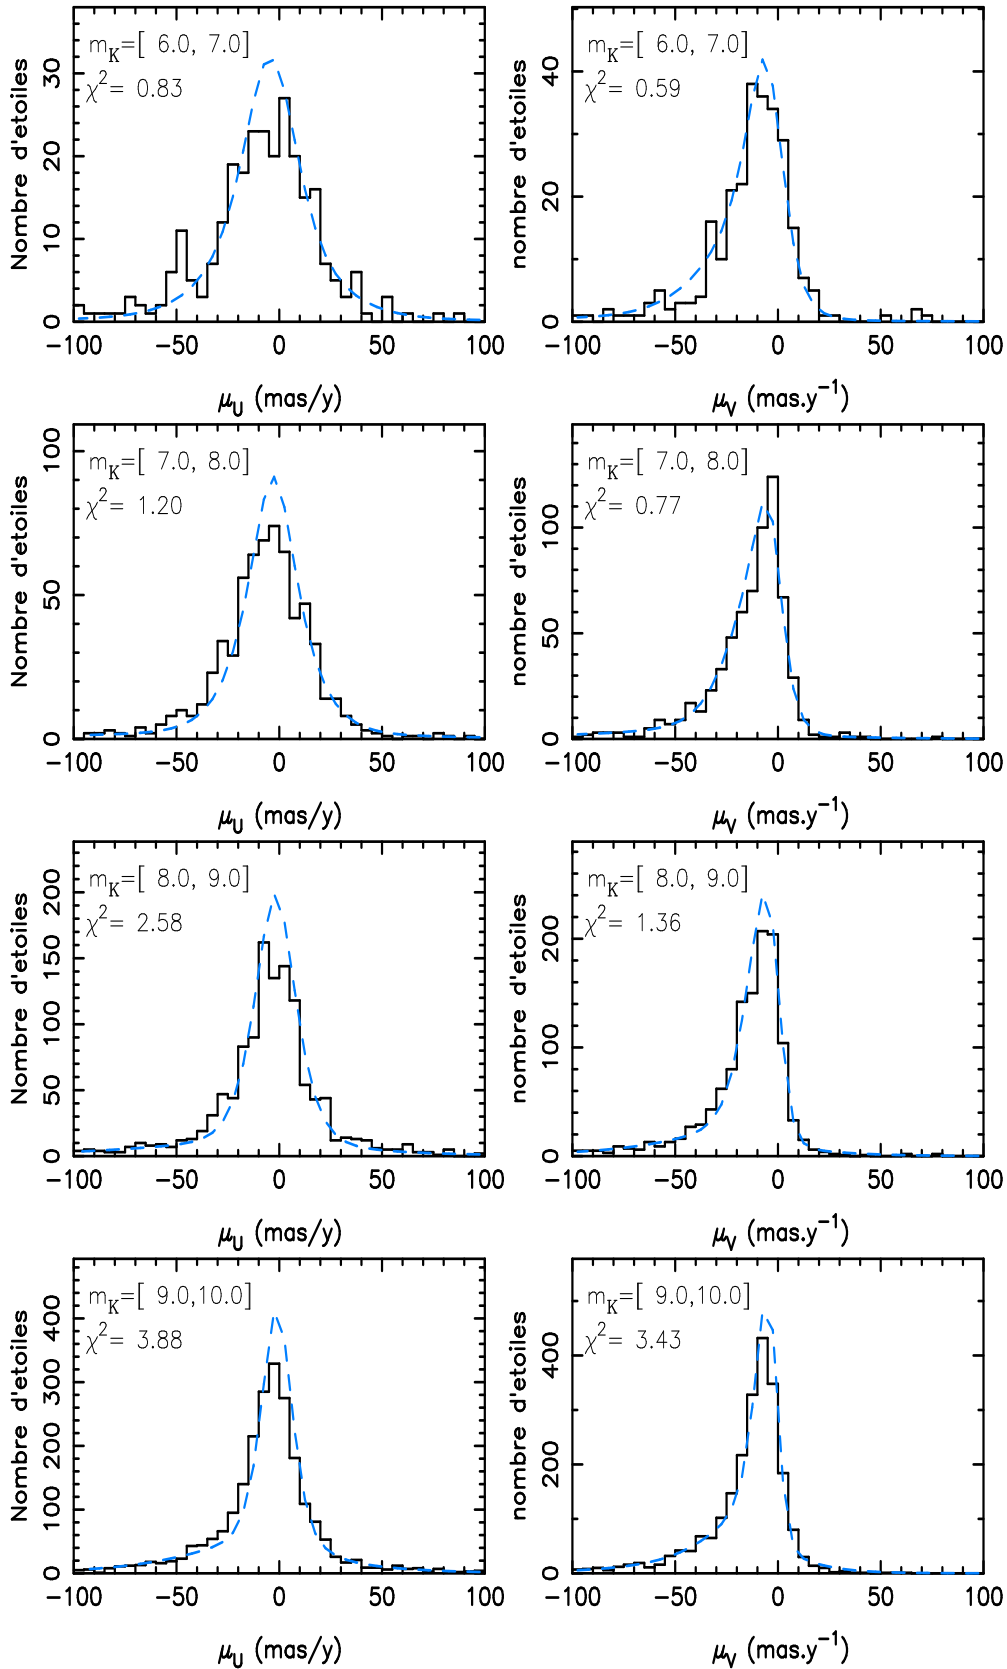 m_K=[ 6.0, 7.0]
χ²= 0.83
Nombre d'etoiles
0 10 20 30
−100 −50 0 50 100
μ_U (mas/y)
m_K=[ 6.0, 7.0]
χ²= 0.59
nombre d'etoiles
0 20 40
−100 −50 0 50 100
μ_V (mas.y⁻¹)
m_K=[ 7.0, 8.0]
χ²= 1.20
Nombre d'etoiles
0 50 100
−100 −50 0 50 100
μ_U (mas/y)
m_K=[ 7.0, 8.0]
χ²= 0.77
nombre d'etoiles
0 50 100
−100 −50 0 50 100
μ_V (mas.y⁻¹)
m_K=[ 8.0, 9.0]
χ²= 2.58
Nombre d'etoiles
0 50 100 150 200
−100 −50 0 50 100
μ_U (mas/y)
m_K=[ 8.0, 9.0]
χ²= 1.36
nombre d'etoiles
0 100 200
−100 −50 0 50 100
μ_V (mas.y⁻¹)
m_K=[ 9.0,10.0]
χ²= 3.88
Nombre d'etoiles
0 100 200 300 400
−100 −50 0 50 100
μ_U (mas/y)
m_K=[ 9.0,10.0]
χ²= 3.43
nombre d'etoiles
0 200 400
−100 −50 0 50 100
μ_V (mas.y⁻¹)